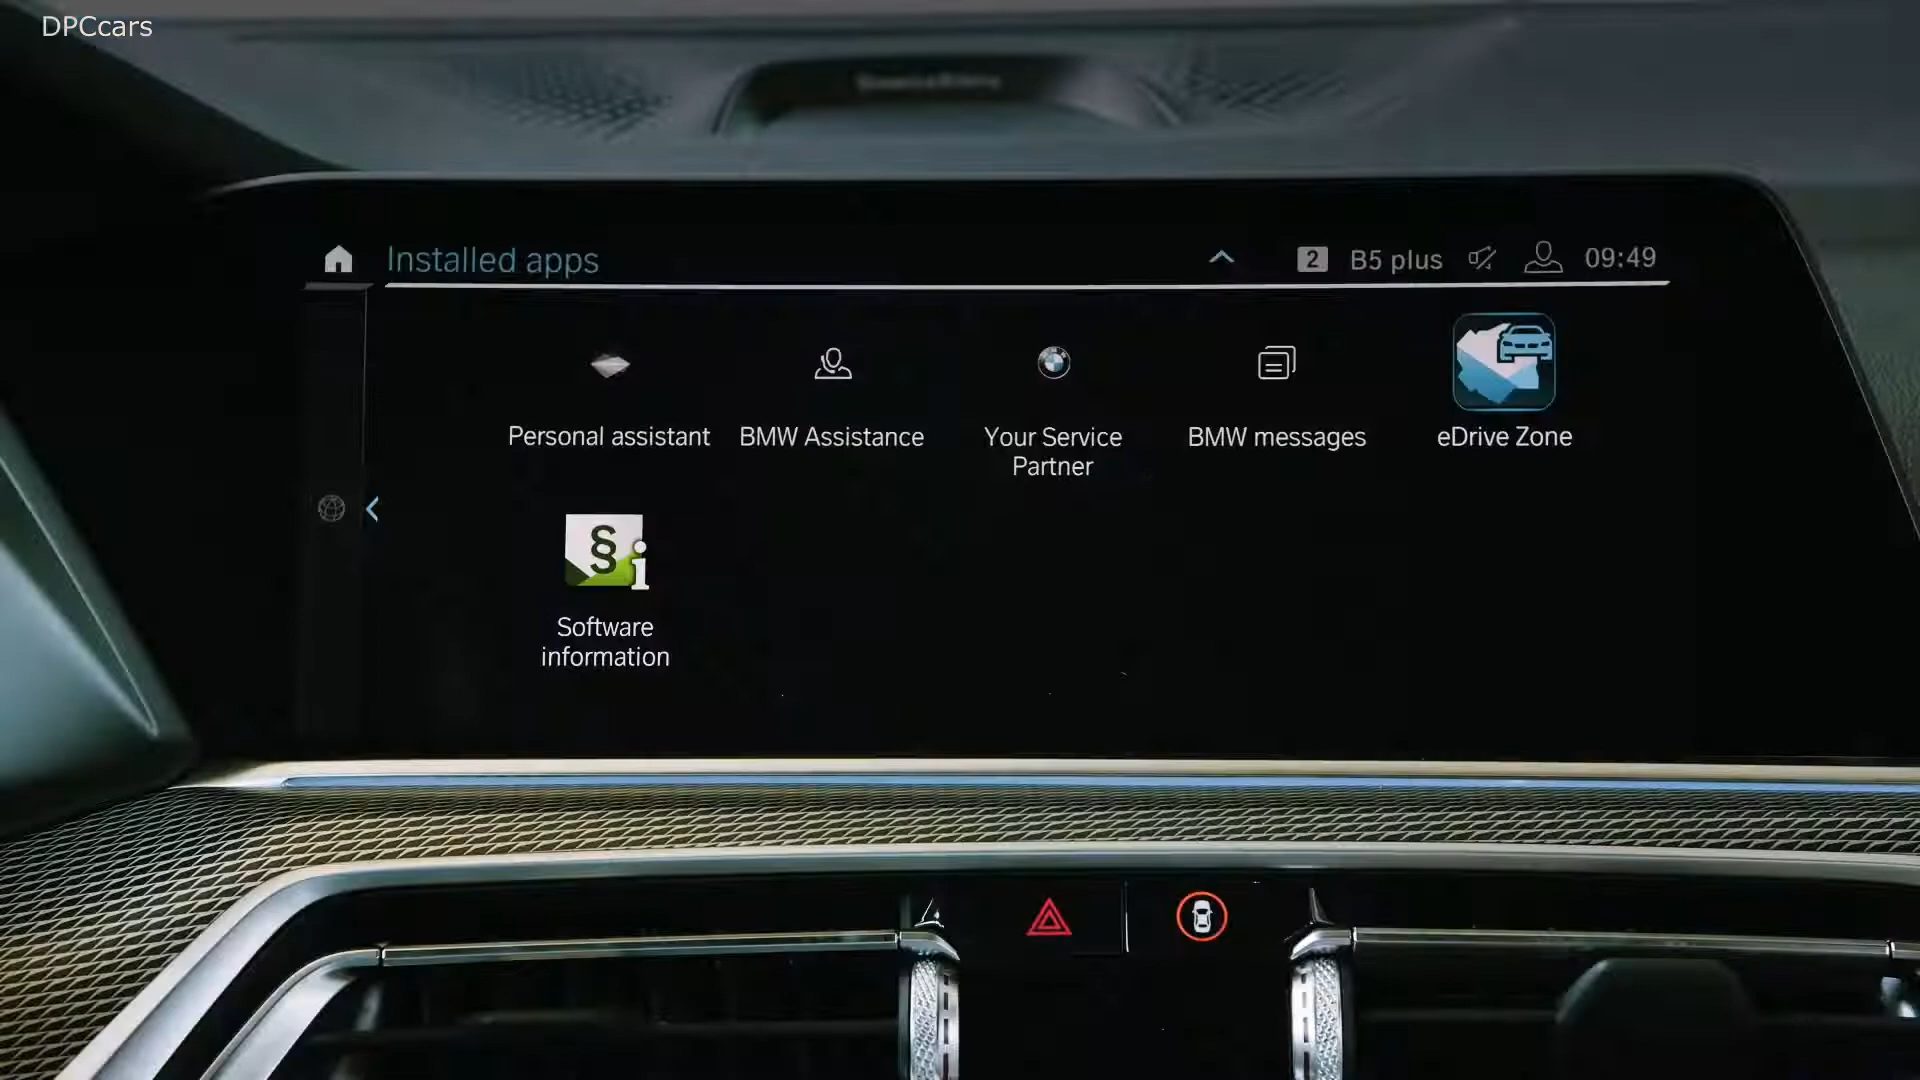 DPCcars
Installed apps
2 B5 plus 09:49
Personal assistant
BMW Assistance
Your Service
Partner
BMW messages
eDrive Zone
§i
Software
information